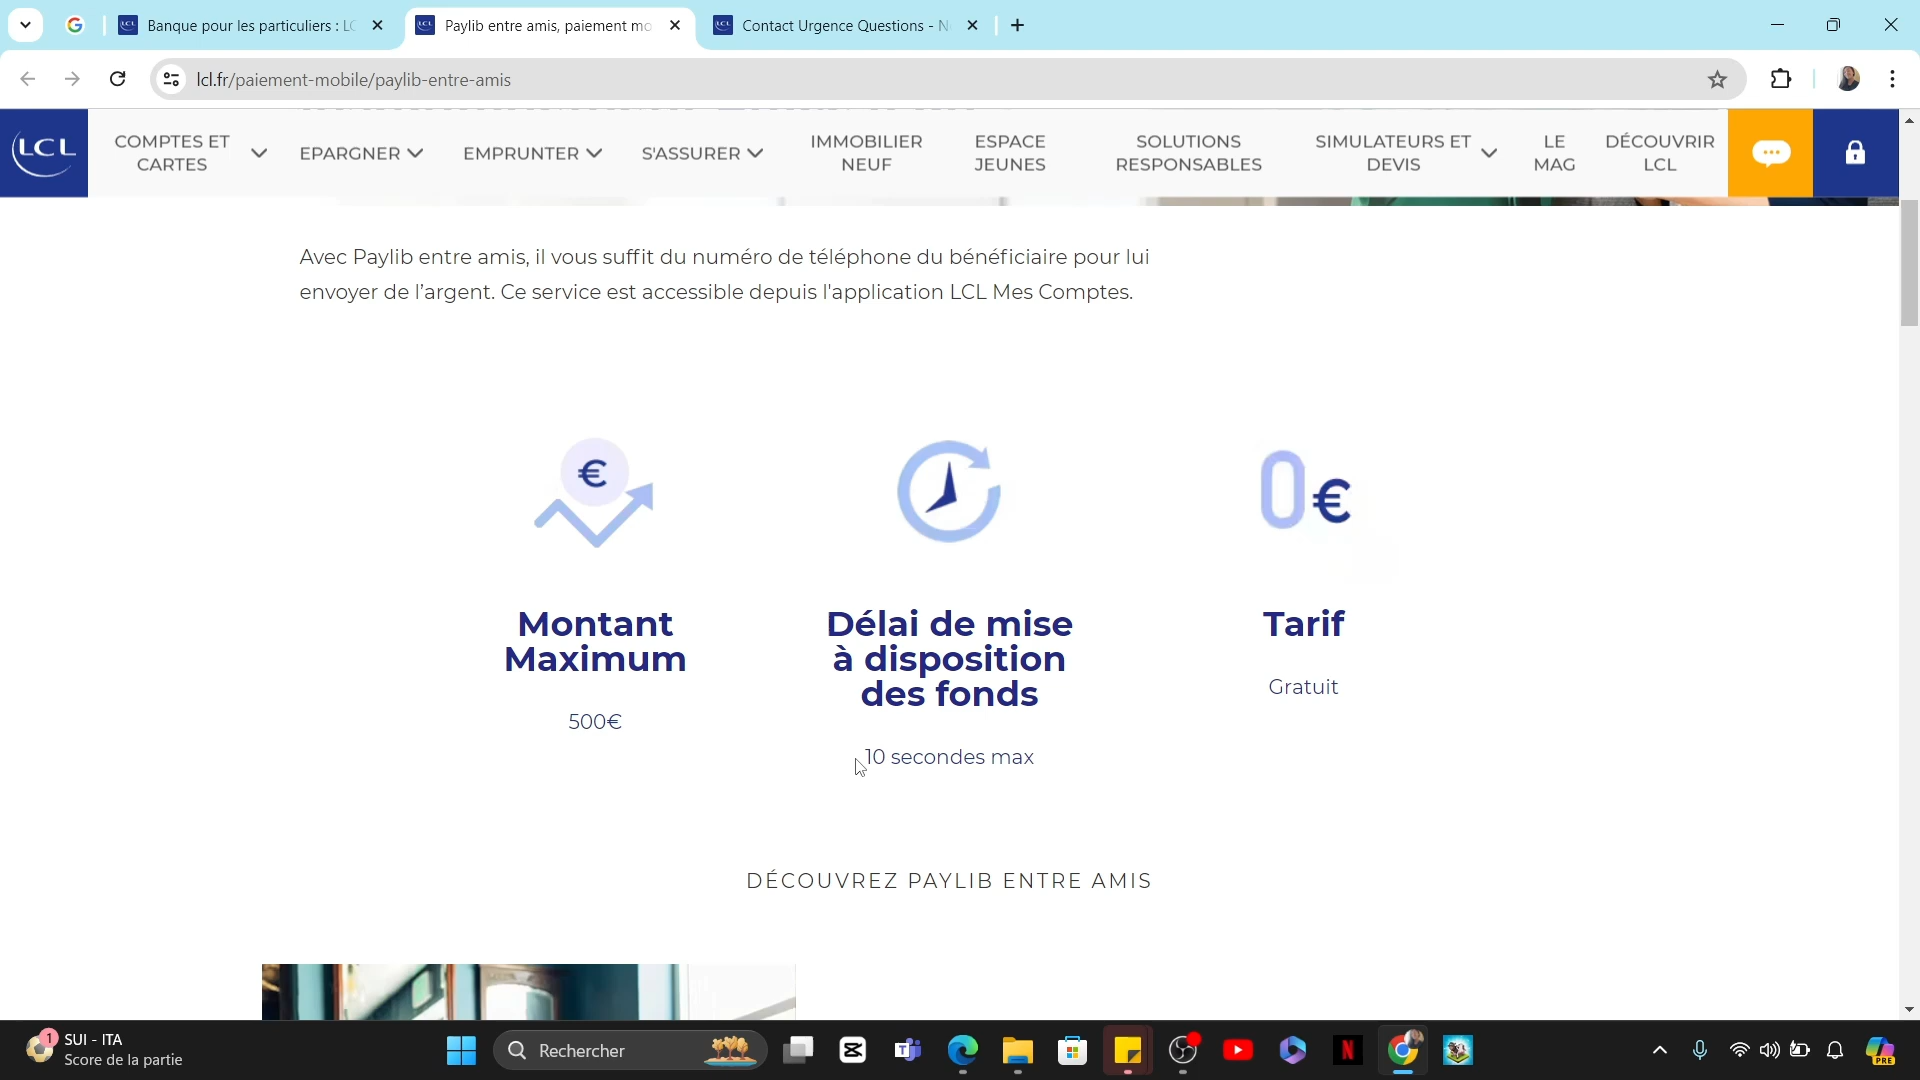 Banque pour les particuliers : LC
Paylib entre amis, paiement mo
Contact Urgence Questions - N
lcl.fr/paiement-mobile/paylib-entre-amis
LCL
COMPTES ET
CARTES
EPARGNER
EMPRUNTER
S'ASSURER
IMMOBILIER
NEUF
ESPACE
JEUNES
SOLUTIONS
RESPONSABLES
SIMULATEURS ET
DEVIS
LE
MAG
DÉCOUVRIR
LCL
Avec Paylib entre amis, il vous suffit du numéro de téléphone du bénéficiaire pour lui
envoyer de l’argent. Ce service est accessible depuis l'application LCL Mes Comptes.
€
0€
Montant
Maximum
500€
Délai de mise
à disposition
des fonds
10 secondes max
Tarif
Gratuit
DÉCOUVREZ PAYLIB ENTRE AMIS
1
SUI - ITA
Score de la partie
Rechercher
PRE